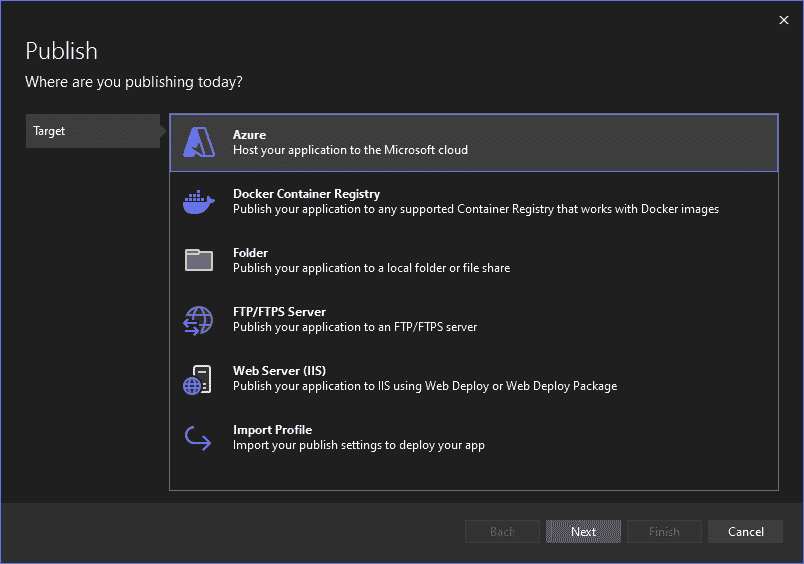 Publish
Where are you publishing today?
Target
Azure
Host your application to the Microsoft cloud
Docker Container Registry
Publish your application to any supported Container Registry that works with Docker images
Folder
Publish your application to a local folder or file share
FTP/FTPS Server
Publish your application to an FTP/FTPS server
Web Server (IIS)
Publish your application to IIS using Web Deploy or Web Deploy Package
Import Profile
Import your publish settings to deploy your app
Back Next Finish Cancel